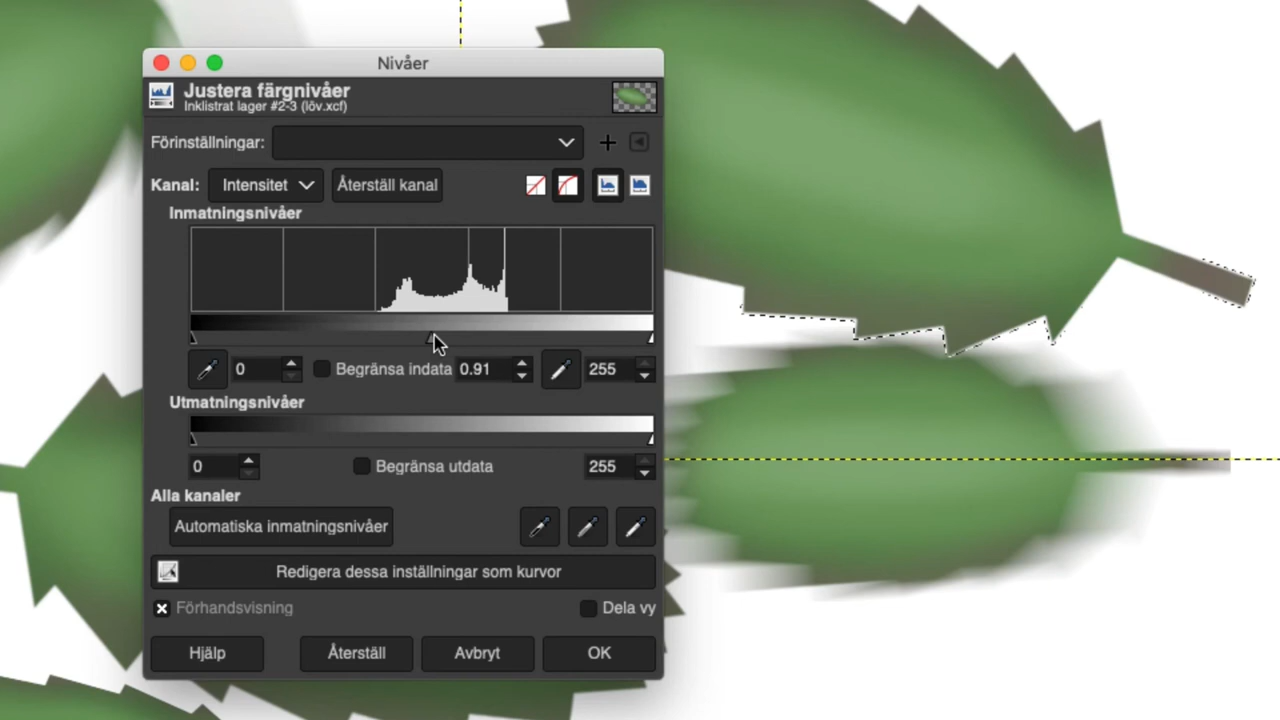 Nivåer
Justera färgnivåer
Inklistrat lager #2-3 (löv.xcf)
Förinställningar:
Kanal: Intensitet Återställ kanal
Inmatningsnivåer
0 Begränsa indata 0.91 255
Utmatningsnivåer
0 Begränsa utdata 255
Alla kanaler
Automatiska inmatningsnivåer
Redigera dessa inställningar som kurvor
Förhandsvisning Dela vy
Hjälp Återställ Avbryt OK